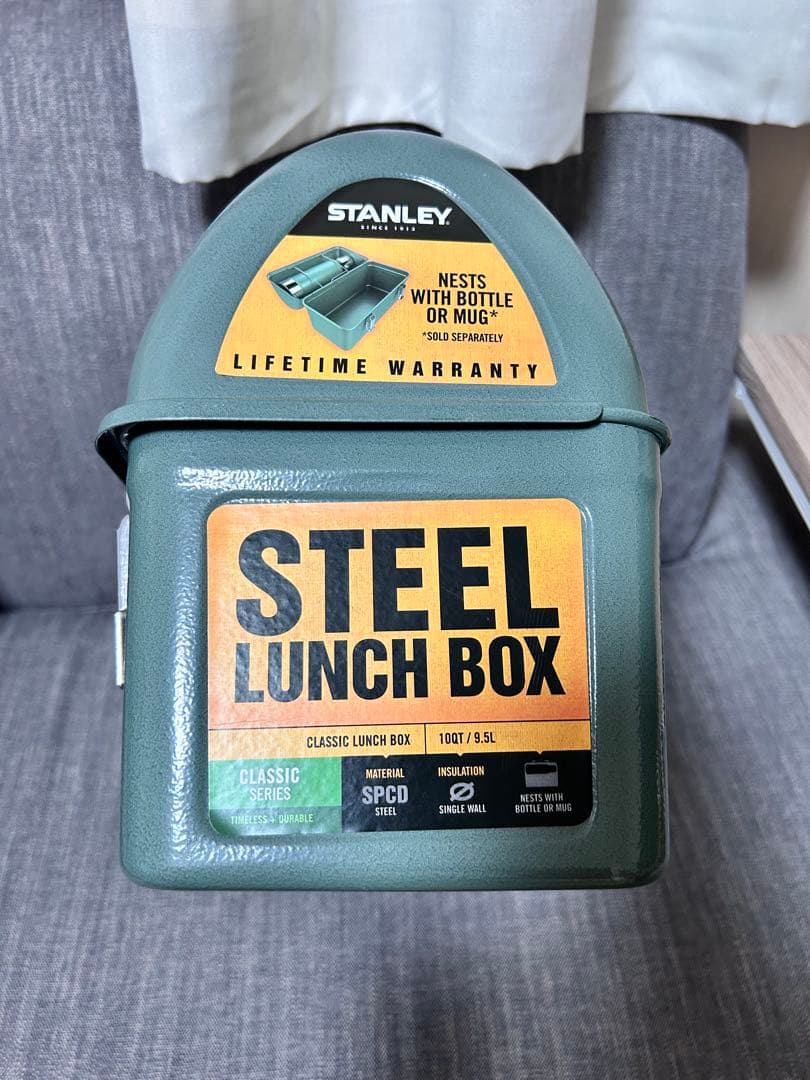 STANLEY
SINCE 1913
NESTS
WITH BOTTLE
OR MUG*
*SOLD SEPARATELY
LIFETIME WARRANTY
STEEL
LUNCH BOX
CLASSIC LUNCH BOX
10QT / 9.5L
CLASSIC
SERIES
TIMELESS + DURABLE
MATERIAL
SPCD
STEEL
INSULATION
SINGLE WALL
NESTS WITH
BOTTLE OR MUG